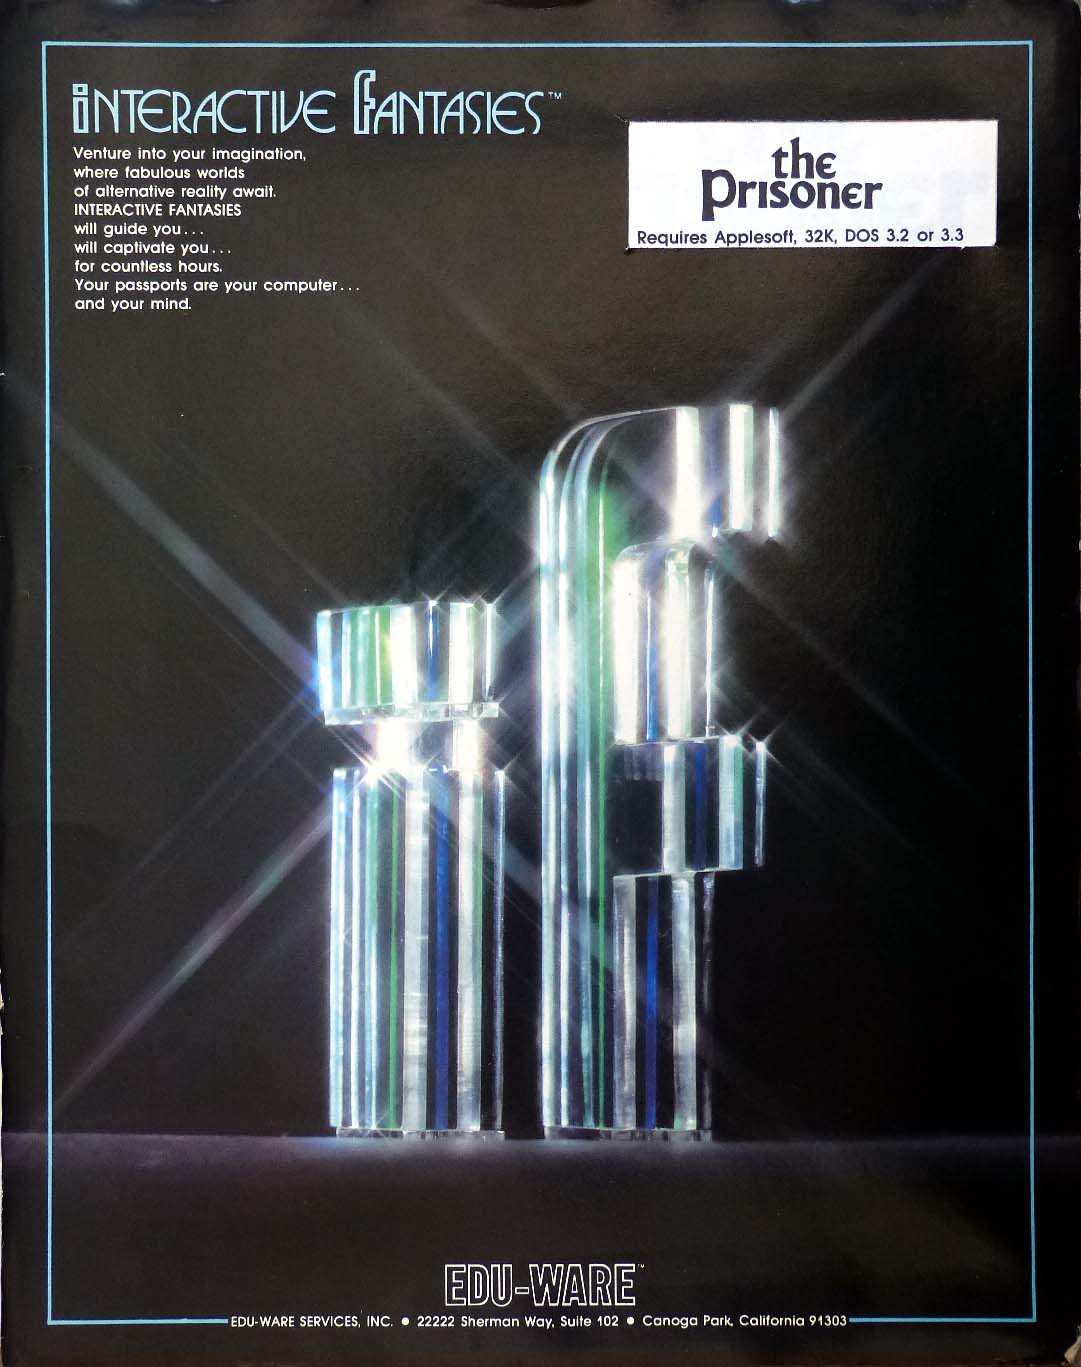 INTERACTIVE FANTASIES™
Venture into your imagination,
where fabulous worlds
of alternative reality await.
INTERACTIVE FANTASIES
will guide you...
will captivate you...
for countless hours.
Your passports are your computer...
and your mind.
the
Prisoner
Requires Applesoft, 32K, DOS 3.2 or 3.3
if
EDU-WARE™
EDU-WARE SERVICES, INC. ● 22222 Sherman Way, Suite 102 ● Canoga Park, California 91303